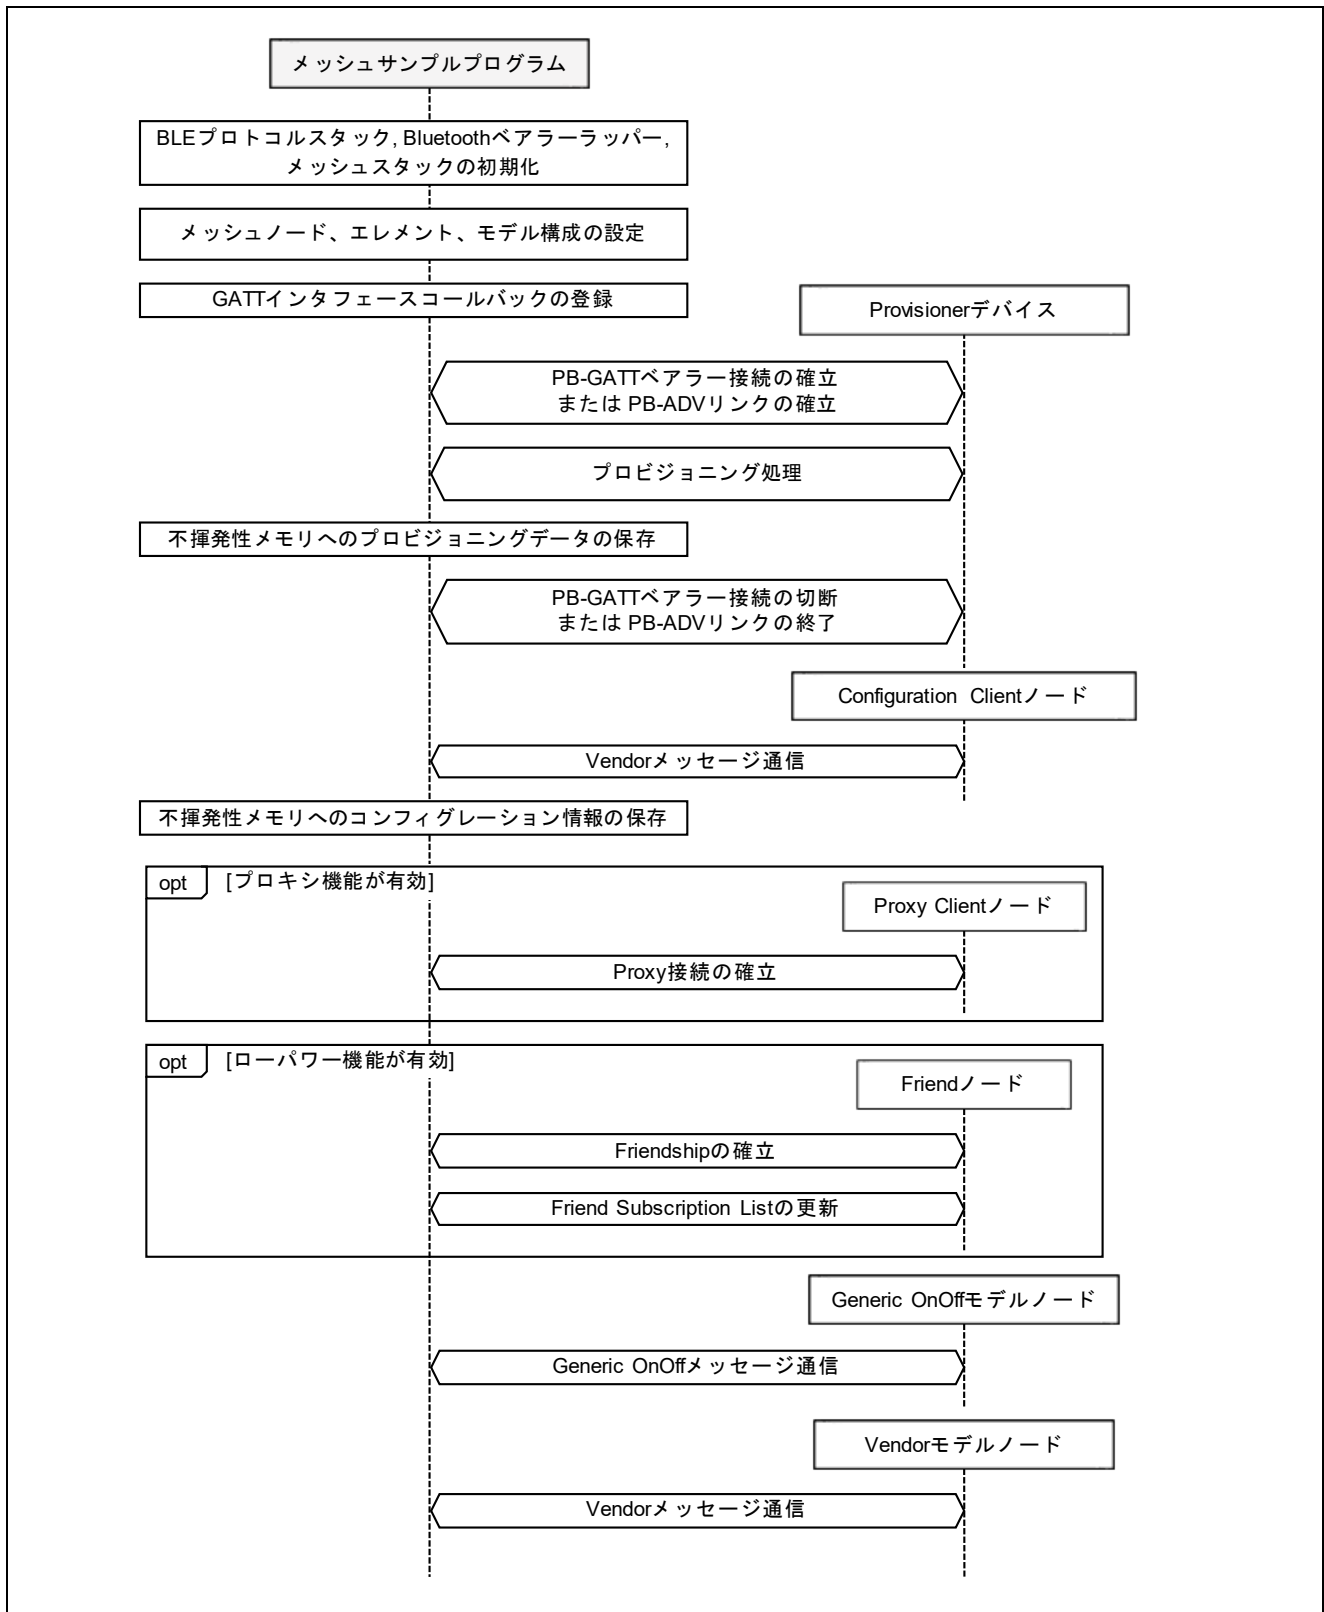 メッシュサンプルプログラム
BLEプロトコルスタック, Bluetoothベアラーラッパー,
メッシュスタックの初期化
メッシュノード、エレメント、モデル構成の設定
GATTインタフェースコールバックの登録
Provisionerデバイス
PB-GATTベアラー接続の確立
または PB-ADVリンクの確立
プロビジョニング処理
不揮発性メモリへのプロビジョニングデータの保存
PB-GATTベアラー接続の切断
または PB-ADVリンクの終了
Configuration Clientノード
Vendorメッセージ通信
不揮発性メモリへのコンフィグレーション情報の保存
opt [プロキシ機能が有効]
Proxy Clientノード
Proxy接続の確立
opt [ローパワー機能が有効]
Friendノード
Friendshipの確立
Friend Subscription Listの更新
Generic OnOffモデルノード
Generic OnOffメッセージ通信
Vendorモデルノード
Vendorメッセージ通信